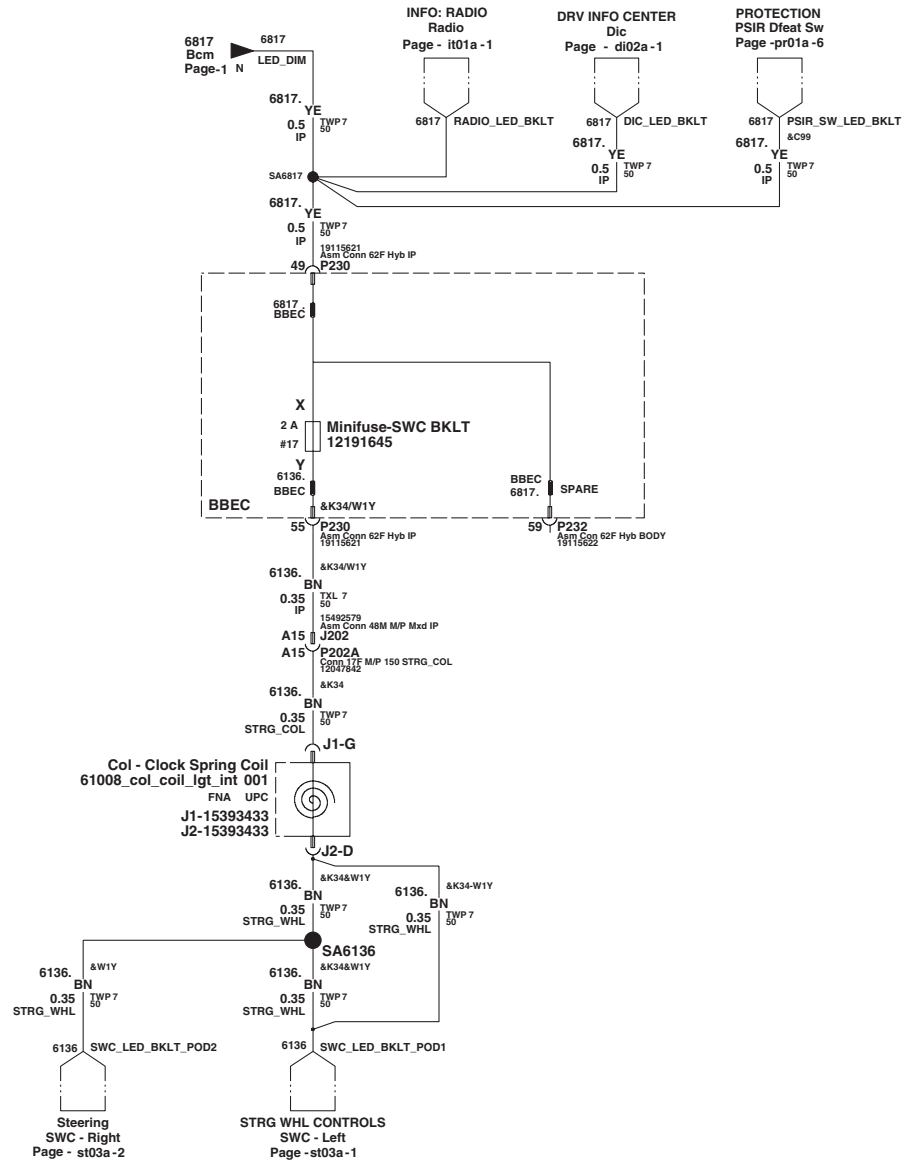 INFO: RADIO
Radio
Page - it01a -1
DRV INFO CENTER
Dic
Page - di02a -1
PROTECTION
PSIR Dfeat Sw
Page -pr01a -6
6817
Bcm
Page-1
N
6817
LED_DIM
6817.
YE
0.5
IP
TWP 7
50
6817
RADIO_LED_BKLT
6817
DIC_LED_BKLT
6817.
YE
0.5
IP
TWP 7
50
6817
PSIR_SW_LED_BKLT
&C99
6817.
YE
0.5
IP
TWP 7
50
SA6817
6817.
YE
0.5
IP
TWP 7
50
19115621
Asm Conn 62F Hyb IP
49
P230
6817 .
BBEC
X
2 A
#17
Minifuse-SWC BKLT
12191645
Y
6136.
BBEC
BBEC
6817.
SPARE
BBEC
&K34/W1Y
55
P230
Asm Conn 62F Hyb IP
19115621
59
P232
Asm Con 62F Hyb BODY
19115622
&K34/W1Y
6136.
BN
0.35
IP
TXL 7
50
15492579
Asm Conn 48M M/P Mxd IP
A15
J202
A15
P202A
Conn 17F M/P 150 STRG_COL
12047842
&K34
6136.
BN
0.35
STRG_COL
TWP 7
50
J1-G
Col - Clock Spring Coil
61008_col_coil_lgt_int 001
FNA UPC
J1-15393433
J2-15393433
J2-D
&K34&W1Y
6136.
BN
0.35
STRG_WHL
TWP 7
50
&K34-W1Y
6136.
BN
0.35
STRG_WHL
TWP 7
50
SA6136
&W1Y
6136.
BN
0.35
STRG_WHL
TWP 7
50
&K34&W1Y
6136.
BN
0.35
STRG_WHL
TWP 7
50
6136
SWC_LED_BKLT_POD2
6136
SWC_LED_BKLT_POD1
Steering
SWC - Right
Page - st03a -2
STRG WHL CONTROLS
SWC - Left
Page -st03a -1